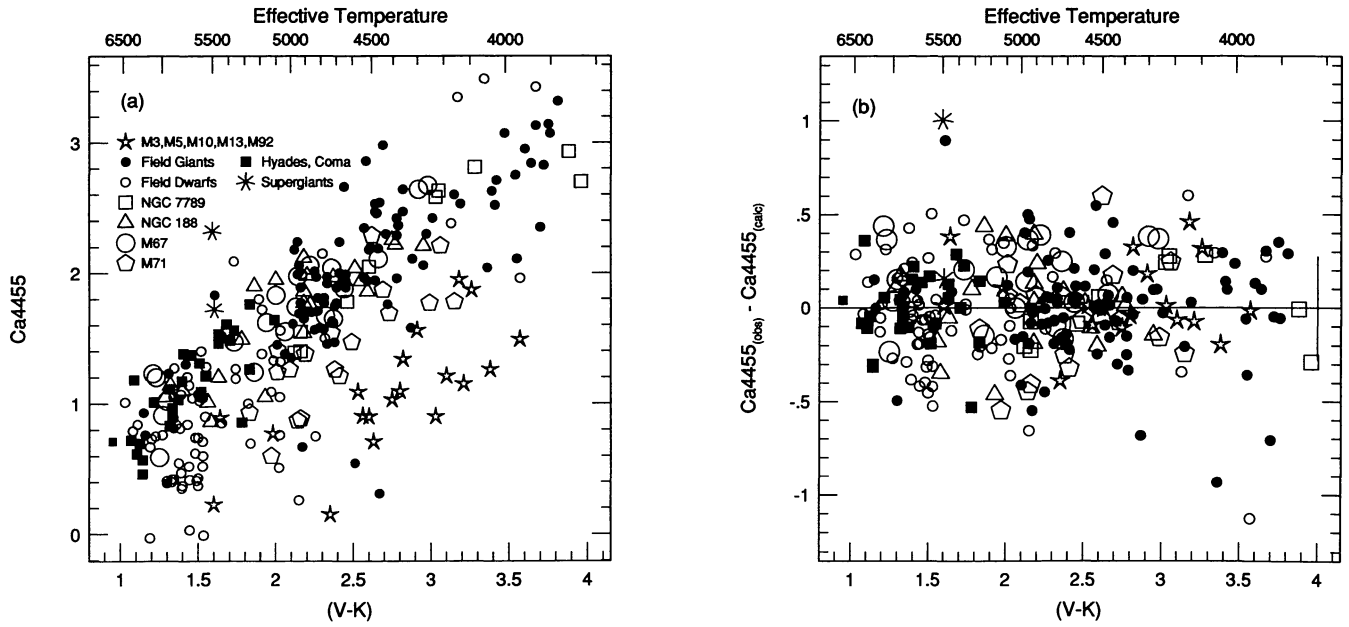 Effective Temperature
6500 5500 5000 4500 4000
(a)
M3,M5,M10,M13,M92
Field Giants Hyades, Coma
Field Dwarfs Supergiants
NGC 7789
NGC 188
M67
M71
Ca4455
3
2
1
0
1 1.5 2 2.5 3 3.5 4
(V-K)
Effective Temperature
6500 5500 5000 4500 4000
(b)
Ca4455(obs) - Ca4455(calc)
1
.5
0
-.5
-1
1 1.5 2 2.5 3 3.5 4
(V-K)